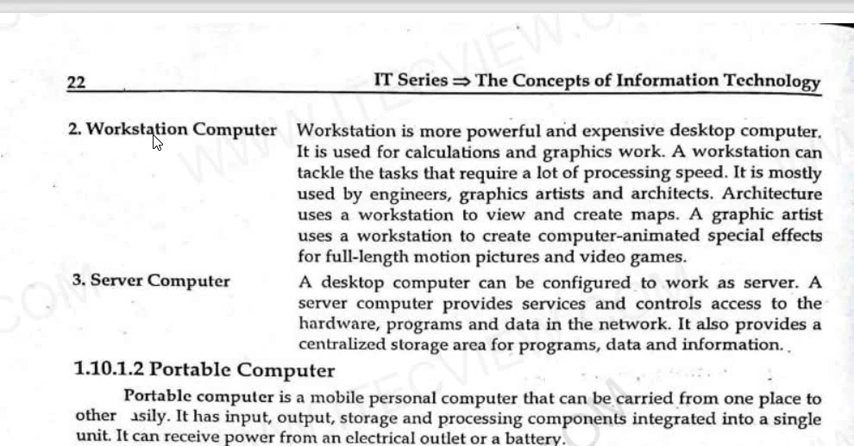 22 IT Series ⇒ The Concepts of Information Technology
2. Workstation Computer Workstation is more powerful and expensive desktop computer.
It is used for calculations and graphics work. A workstation can
tackle the tasks that require a lot of processing speed. It is mostly
used by engineers, graphics artists and architects. Architecture
uses a workstation to view and create maps. A graphic artist
uses a workstation to create computer-animated special effects
for full-length motion pictures and video games.
3. Server Computer A desktop computer can be configured to work as server. A
server computer provides services and controls access to the
hardware, programs and data in the network. It also provides a
centralized storage area for programs, data and information.
1.10.1.2 Portable Computer
Portable computer is a mobile personal computer that can be carried from one place to
other asily. It has input, output, storage and processing components integrated into a single
unit. It can receive power from an electrical outlet or a battery.
WWW.ITECVIEW.COM